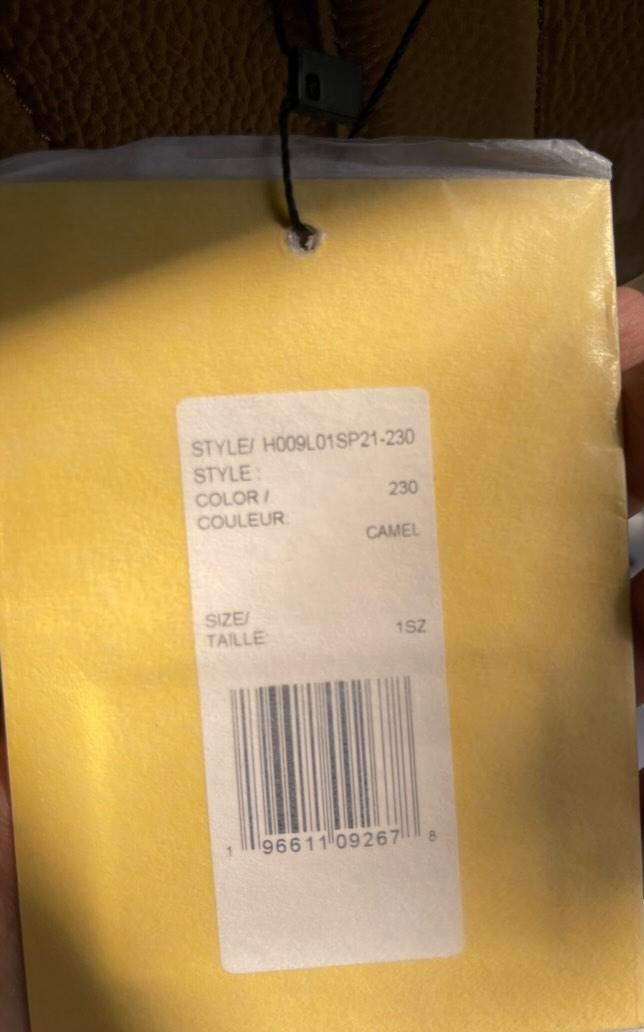 STYLE/ H009L01SP21-230
STYLE :
COLOR / 230
COULEUR:
CAMEL
SIZE/
TAILLE: 1SZ
1 96611 09267 8